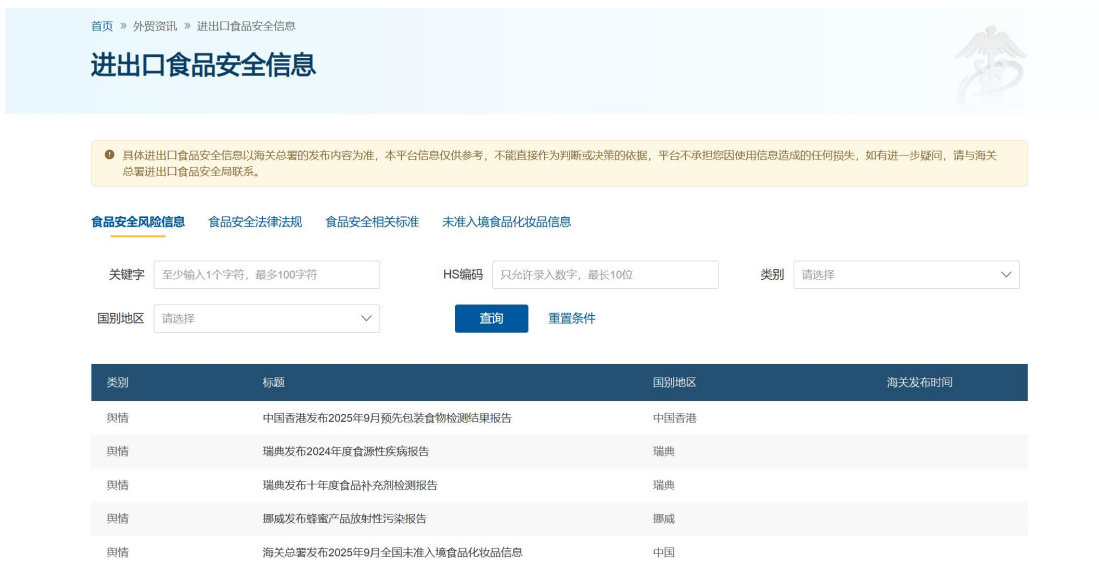 首页 » 外贸资讯 » 进出口食品安全信息
进出口食品安全信息
具体进出口食品安全信息以海关总署的发布内容为准，本平台信息仅供参考，不能直接作为判断或决策的依据，平台不承担您因使用信息造成的任何损失，如有进一步疑问，请与海关
总署进出口食品安全局联系。
食品安全风险信息 食品安全法律法规 食品安全相关标准 未准入境食品化妆品信息
关键字 至少输入1个字符，最多100字符 HS编码 只允许录入数字，最长10位 类别 请选择
国别地区 请选择 查询 重置条件
类别 标题 国别地区 海关发布时间
舆情 中国香港发布2025年9月预先包装食物检测结果报告 中国香港
舆情 瑞典发布2024年度食源性疾病报告 瑞典
舆情 瑞典发布十年度食品补充剂检测报告 瑞典
舆情 挪威发布蜂蜜产品放射性污染报告 挪威
舆情 海关总署发布2025年9月全国未准入境食品化妆品信息 中国